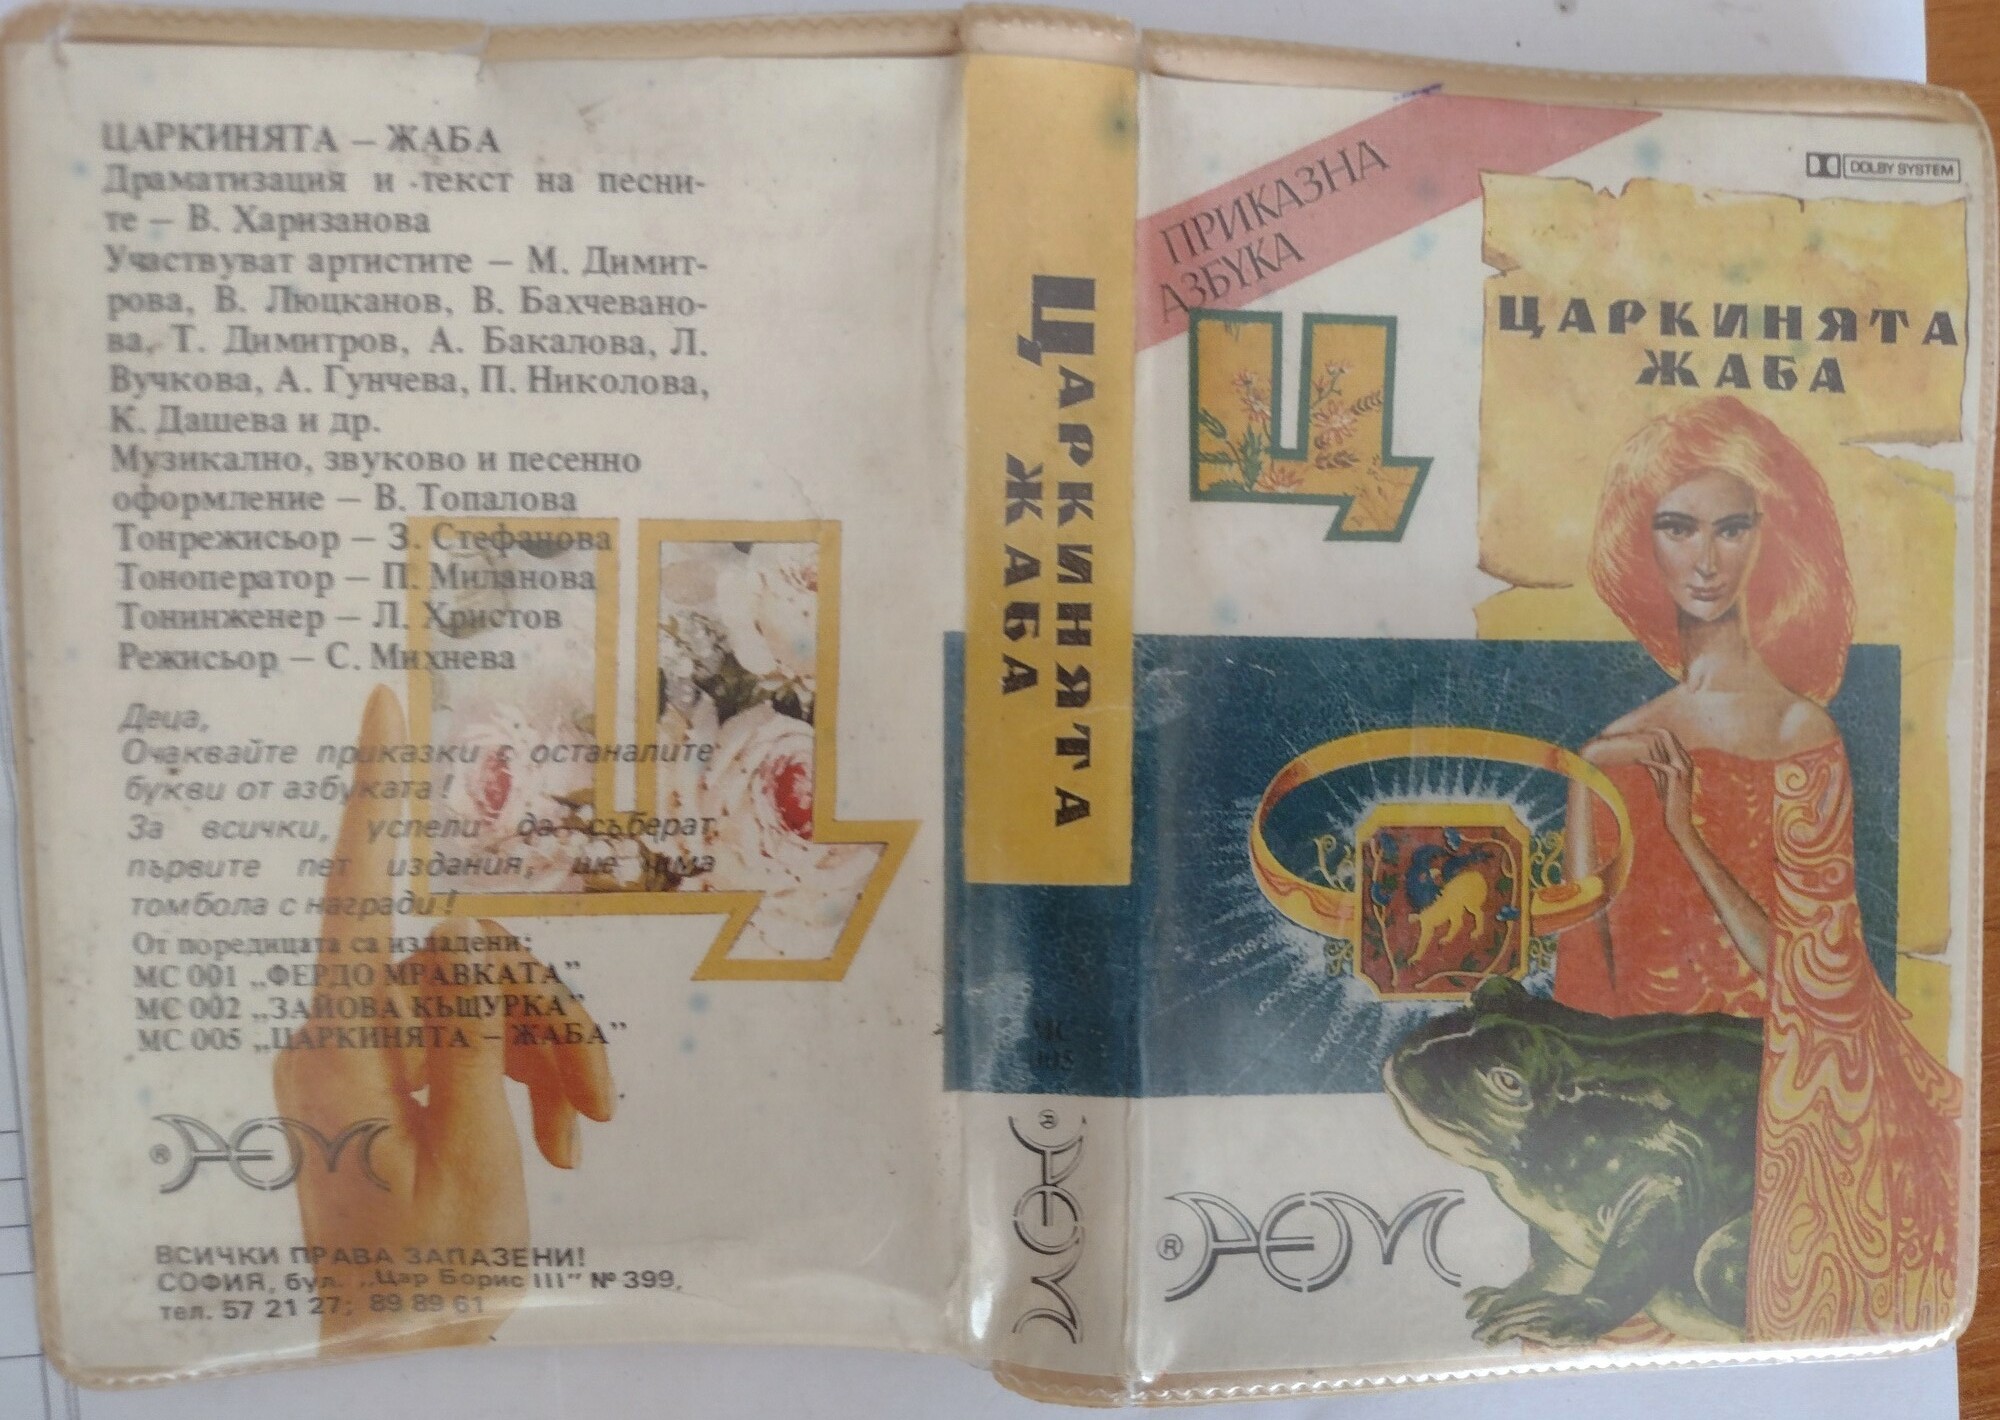 ЦАРКИНЯТА – ЖАБА
Драматизация и текст на песни-
те – В. Харизанова
Участвуват артистите – М. Димит-
рова, В. Люцканов, В. Бахчевано-
ва, Т. Димитров, А. Бакалова, Л.
Вучкова, А. Гунчева, П. Николова,
К. Дашева и др.
Музикално, звуково и песенно
оформление – В. Топалова
Тонрежисьор – З. Стефанова
Тоноператор – П. Миланова
Тонинженер – Л. Христов
Режисьор – С. Михнева
Деца,
Очаквайте приказки с останалите
букви от азбуката!
За всички, успели да съберат
първите пет издания, ще има
томбола с награди!
От поредицата са издадени:
МС 001 „ФЕРДО МРАВКАТА”
МС 002 „ЗАЙОВА КЬЩУРКА”
МС 005 „ЦАРКИНЯТА – ЖАБА”
® РЕМ
ВСИЧКИ ПРАВА ЗАПАЗЕНИ!
СОФИЯ, бул. „Цар Борис III” № 399,
тел. 57 21 27; 89 89 61
ЦАРКИНЯТА
ЖАБА
МС
005
® РЕМ
ПРИКАЗНА
АЗБУКА
Ц
DOLBY SYSTEM
ЦАРКИНЯТА
ЖАБА
® РЕМ